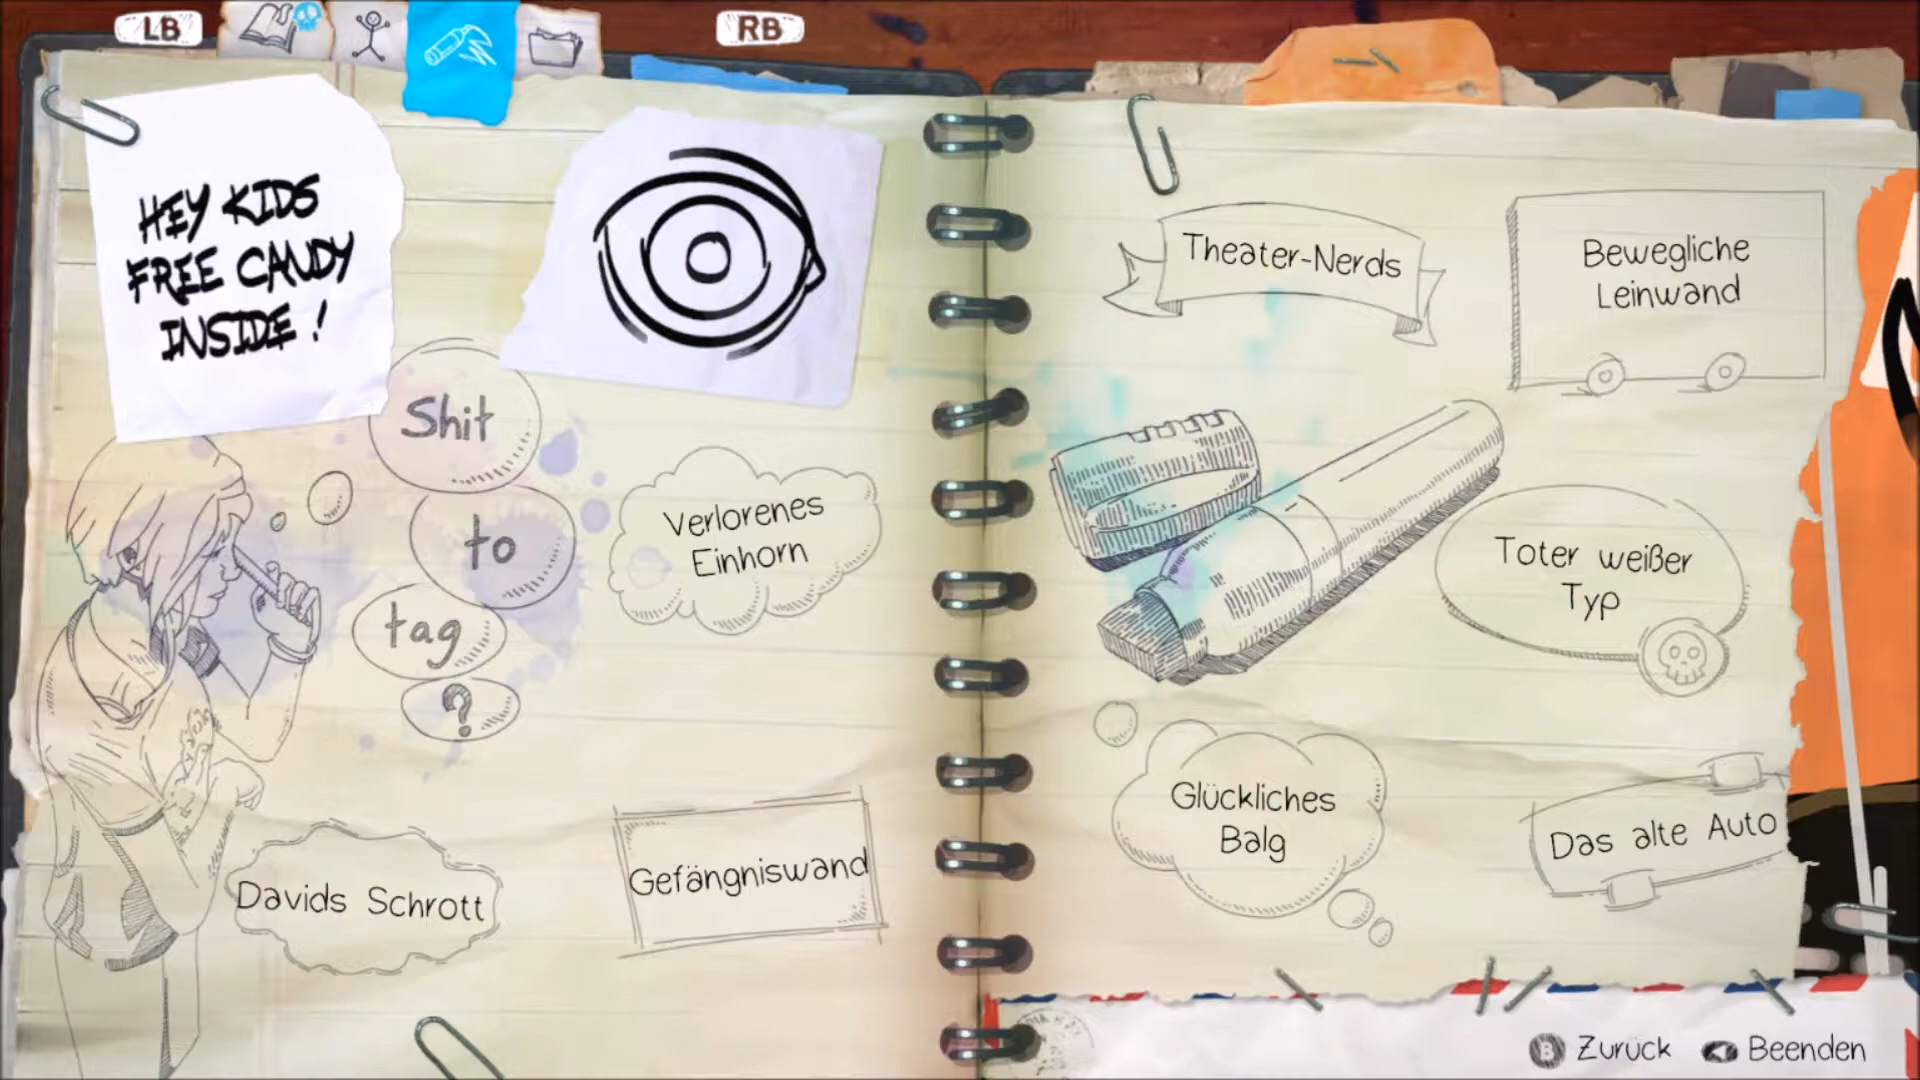 LB
RB
HEY KIDS
FREE CANDY
INSIDE!
Shit
to
tag
?
Verlorenes
Einhorn
Davids Schrott
Gefängniswand
Theater-Nerds
Bewegliche
Leinwand
Toter weißer
Typ
Glückliches
Balg
Das alte Auto
B Zurück
Beenden